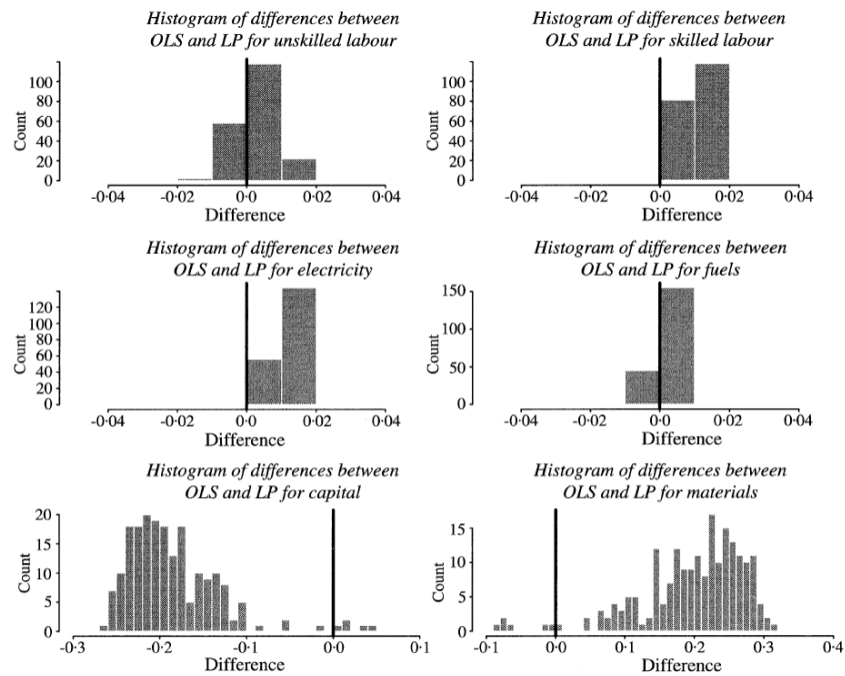 Histogram of differences between
OLS and LP for unskilled labour
100
80
60
40
20
0
Count
-0·04 -0·02 0·0 0·02 0·04
Difference
Histogram of differences between
OLS and LP for skilled labour
100
80
60
40
20
0
Count
-0·04 -0·02 0·0 0·02 0·04
Difference
Histogram of differences between
OLS and LP for electricity
120
100
80
60
40
20
0
Count
-0·04 -0·02 0·0 0·02 0·04
Difference
Histogram of differences between
OLS and LP for fuels
150
100
50
0
Count
-0·04 -0·02 0·0 0·02 0·04
Difference
Histogram of differences between
OLS and LP for capital
20
15
10
5
0
Count
-0·3 -0·2 -0·1 0·0 0·1
Difference
Histogram of differences between
OLS and LP for materials
15
10
5
0
Count
-0·1 0·0 0·1 0·2 0·3 0·4
Difference